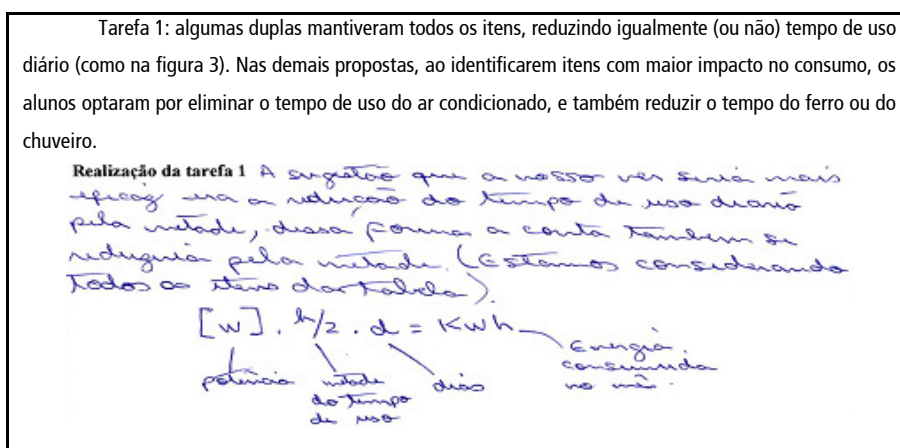 Tarefa 1: algumas duplas mantiveram todos os itens, reduzindo igualmente (ou não) tempo de uso
diário (como na figura 3). Nas demais propostas, ao identificarem itens com maior impacto no consumo, os
alunos optaram por eliminar o tempo de uso do ar condicionado, e também reduzir o tempo do ferro ou do
chuveiro.
Realização da tarefa 1 A sugestão que a nosso ver seria mais
eficaz era a redução do tempo de uso diário
pela metade, dessa forma a conta também se
reduziria pela metade. (Estamos considerando
todos os itens da tabela).
[W] . h/2 . d = KWh
potência metade do tempo de uso dias Energia consumida no mês.